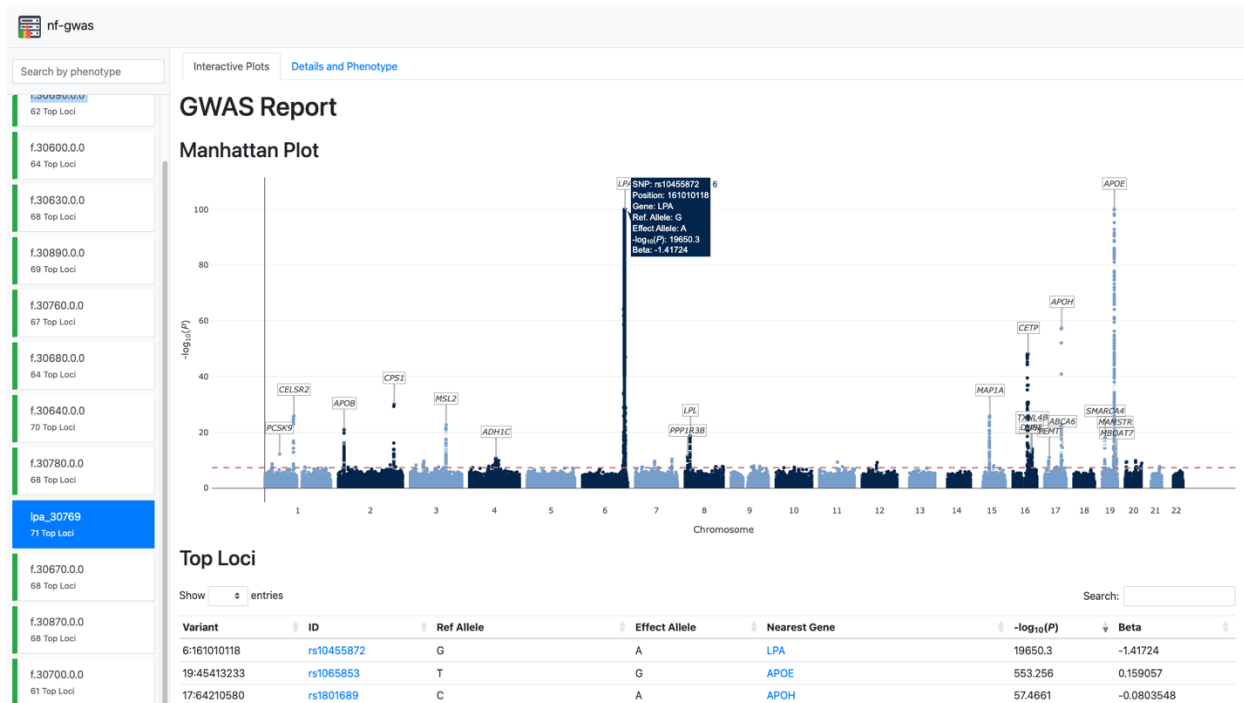 nf-gwas
Search by phenotype
f.30690.0.0
62 Top Loci
f.30600.0.0
64 Top Loci
f.30630.0.0
68 Top Loci
f.30890.0.0
69 Top Loci
f.30760.0.0
67 Top Loci
f.30680.0.0
64 Top Loci
f.30640.0.0
70 Top Loci
f.30780.0.0
68 Top Loci
lpa_30769
71 Top Loci
f.30670.0.0
68 Top Loci
f.30870.0.0
68 Top Loci
f.30700.0.0
61 Top Loci
Interactive Plots Details and Phenotype
GWAS Report
Manhattan Plot
-log10(P)
100
80
60
40
20
0
PCSK9
CELSR2
APOB
CPS1
MSL2
ADH1C
LPA
SNP: rs10455872 6
Position: 161010118
Gene: LPA
Ref. Allele: G
Effect Allele: A
-log10(P): 19650.3
Beta: -1.41724
LPL
PPP1R3B
MAP1A
CETP
TXNL4B
APOH
ABCA6
PEMT
APOE
SMARCA4
MAMSTR
MBOAT7
1 2 3 4 5 6 7 8 9 10 11 12 13 14 15 16 17 18 19 20 21 22
Chromosome
Top Loci
Show entries Search:
Variant ID Ref Allele Effect Allele Nearest Gene -log10(P) Beta
6:161010118 rs10455872 G A LPA 19650.3 -1.41724
19:45413233 rs1065853 T G APOE 553.256 0.159057
17:64210580 rs1801689 C A APOH 57.4661 -0.0803548